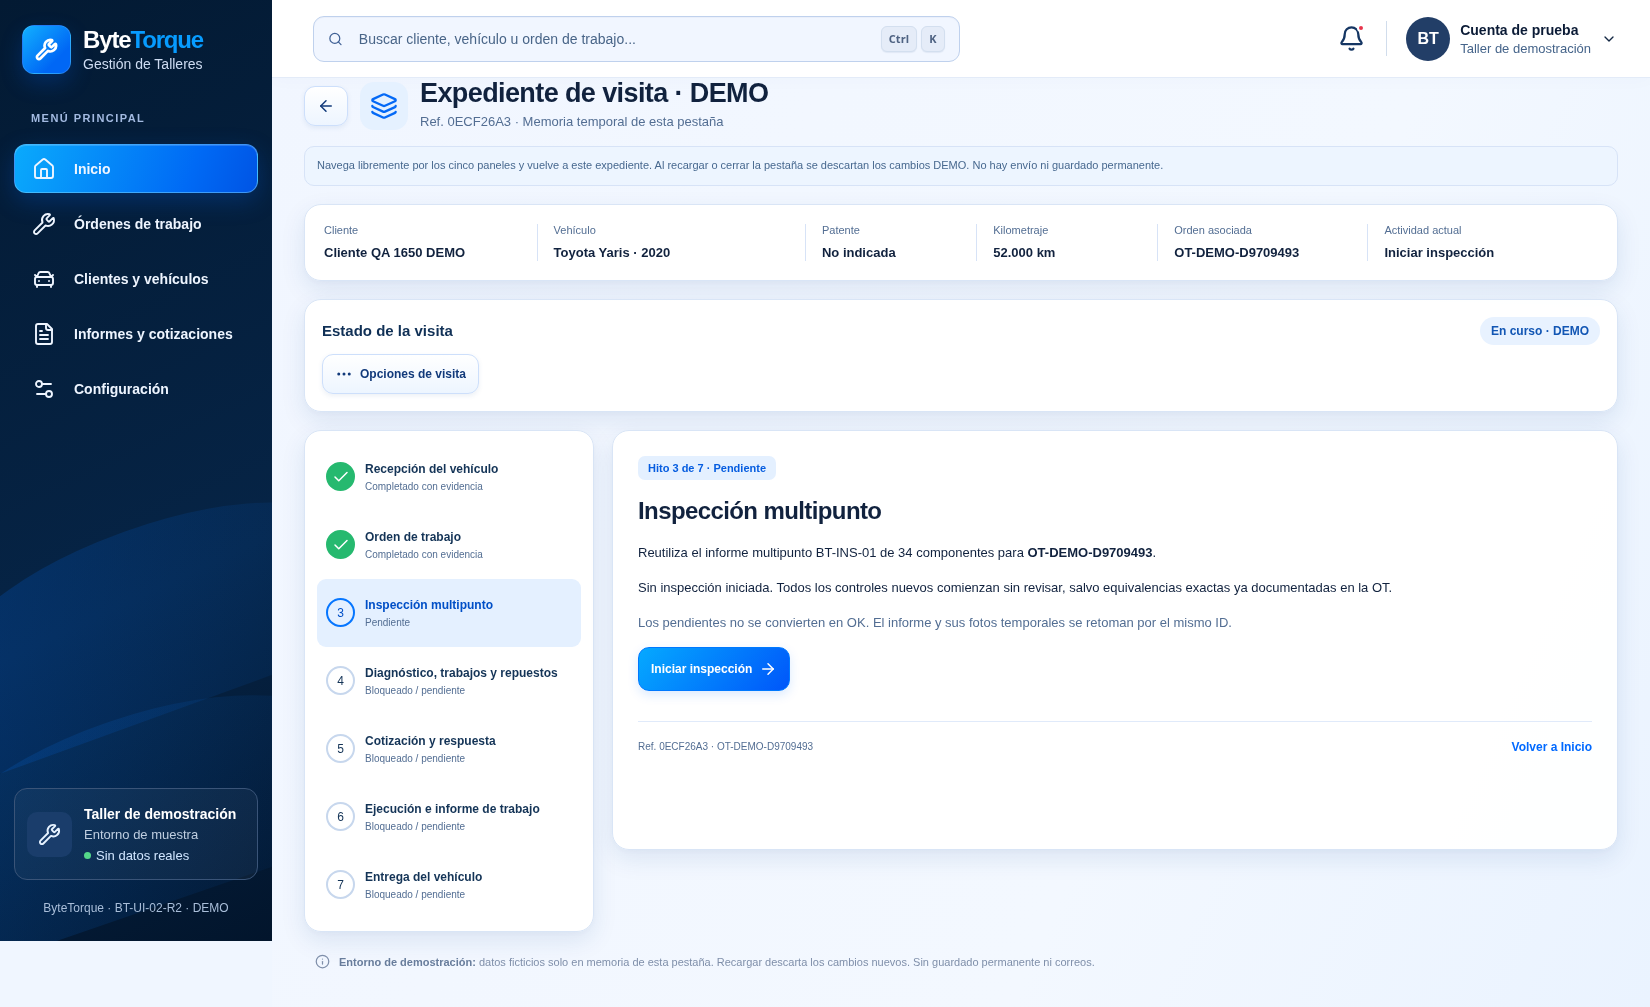 ByteTorque
Gestión de Talleres
MENÚ PRINCIPAL
Inicio
Órdenes de trabajo
Clientes y vehículos
Informes y cotizaciones
Configuración
Taller de demostración
Entorno de muestra
Sin datos reales
ByteTorque · BT-UI-02-R2 · DEMO
Buscar cliente, vehículo u orden de trabajo...
Ctrl K
BT
Cuenta de prueba
Taller de demostración
Expediente de visita · DEMO
Ref. 0ECF26A3 · Memoria temporal de esta pestaña
Navega libremente por los cinco paneles y vuelve a este expediente. Al recargar o cerrar la pestaña se descartan los cambios DEMO. No hay envío ni guardado permanente.
Cliente
Cliente QA 1650 DEMO
Vehículo
Toyota Yaris · 2020
Patente
No indicada
Kilometraje
52.000 km
Orden asociada
OT-DEMO-D9709493
Actividad actual
Iniciar inspección
Estado de la visita
En curso · DEMO
Opciones de visita
Recepción del vehículo
Completado con evidencia
Orden de trabajo
Completado con evidencia
3
Inspección multipunto
Pendiente
4
Diagnóstico, trabajos y repuestos
Bloqueado / pendiente
5
Cotización y respuesta
Bloqueado / pendiente
6
Ejecución e informe de trabajo
Bloqueado / pendiente
7
Entrega del vehículo
Bloqueado / pendiente
Hito 3 de 7 · Pendiente
Inspección multipunto
Reutiliza el informe multipunto BT-INS-01 de 34 componentes para OT-DEMO-D9709493.
Sin inspección iniciada. Todos los controles nuevos comienzan sin revisar, salvo equivalencias exactas ya documentadas en la OT.
Los pendientes no se convierten en OK. El informe y sus fotos temporales se retoman por el mismo ID.
Iniciar inspección
Ref. 0ECF26A3 · OT-DEMO-D9709493
Volver a Inicio
Entorno de demostración: datos ficticios solo en memoria de esta pestaña. Recargar descarta los cambios nuevos. Sin guardado permanente ni correos.